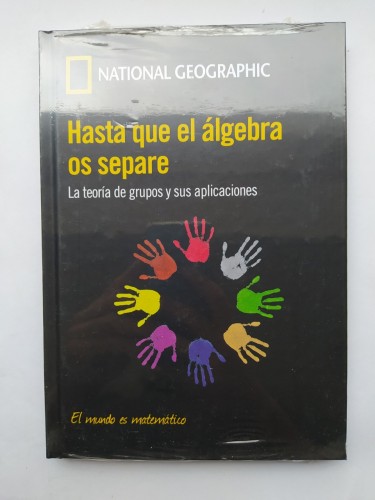 NATIONAL GEOGRAPHIC
Hasta que el álgebra
os separe
La teoría de grupos y sus aplicaciones
El mundo es matemático